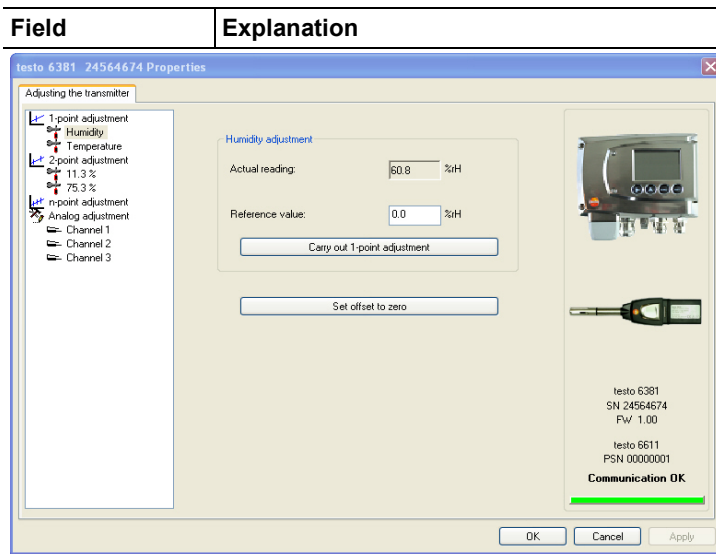 Field Explanation
testo 6381 24564674 Properties
Adjusting the transmitter
1-point adjustment
Humidity
Temperature
2-point adjustment
11.3 %
75.3 %
n-point adjustment
Analog adjustment
Channel 1
Channel 2
Channel 3
Humidity adjustment
Actual reading: 60.8 %rH
Reference value: 0.0 %rH
Carry out 1-point adjustment
Set offset to zero
testo 6381
SN 24564674
FW 1.00
testo 6611
PSN 00000001
Communication OK
OK Cancel Apply